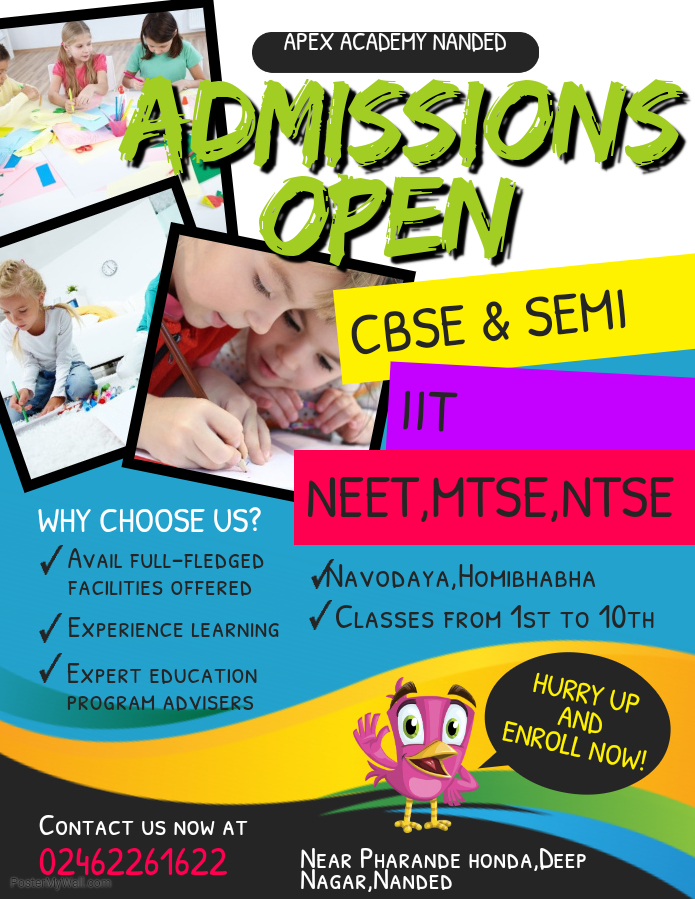 APEX ACADEMY NANDED
ADMISSIONS
OPEN
CBSE & SEMI
IIT
NEET,MTSE,NTSE
WHY CHOOSE US?
✓ AVAIL FULL-FLEDGED
FACILITIES OFFERED
✓ EXPERIENCE LEARNING
✓ EXPERT EDUCATION
PROGRAM ADVISERS
✓NAVODAYA,HOMIBHABHA
✓ CLASSES FROM 1ST TO 10TH
HURRY UP
AND
ENROLL NOW!
CONTACT US NOW AT
02462261622
NEAR PHARANDE HONDA,DEEP
NAGAR,NANDED
PosterMyWall.com